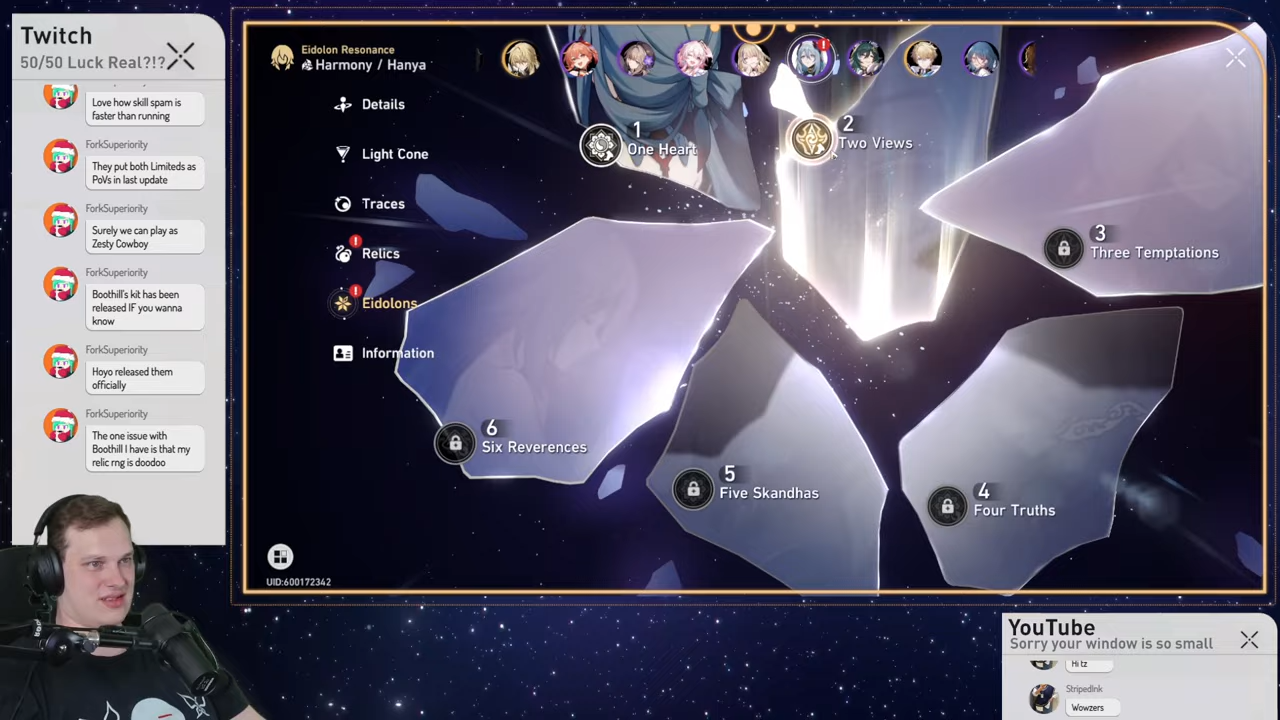 Twitch
50/50 Luck Real?!?
Love how skill spam is
faster than running
ForkSuperiority
They put both Limiteds as
PoVs in last update
ForkSuperiority
Surely we can play as
Zesty Cowboy
ForkSuperiority
Boothill's kit has been
released IF you wanna
know
ForkSuperiority
Hoyo released them
officially
ForkSuperiority
The one issue with
Boothill I have is that my
relic rng is doodoo
Eidolon Resonance
Harmony / Hanya
Details
Light Cone
Traces
Relics
Eidolons
Information
UID:600172342
1
One Heart
2
Two Views
3
Three Temptations
4
Four Truths
5
Five Skandhas
6
Six Reverences
YouTube
Sorry your window is so small
Hi tz
StripedInk
Wowzers